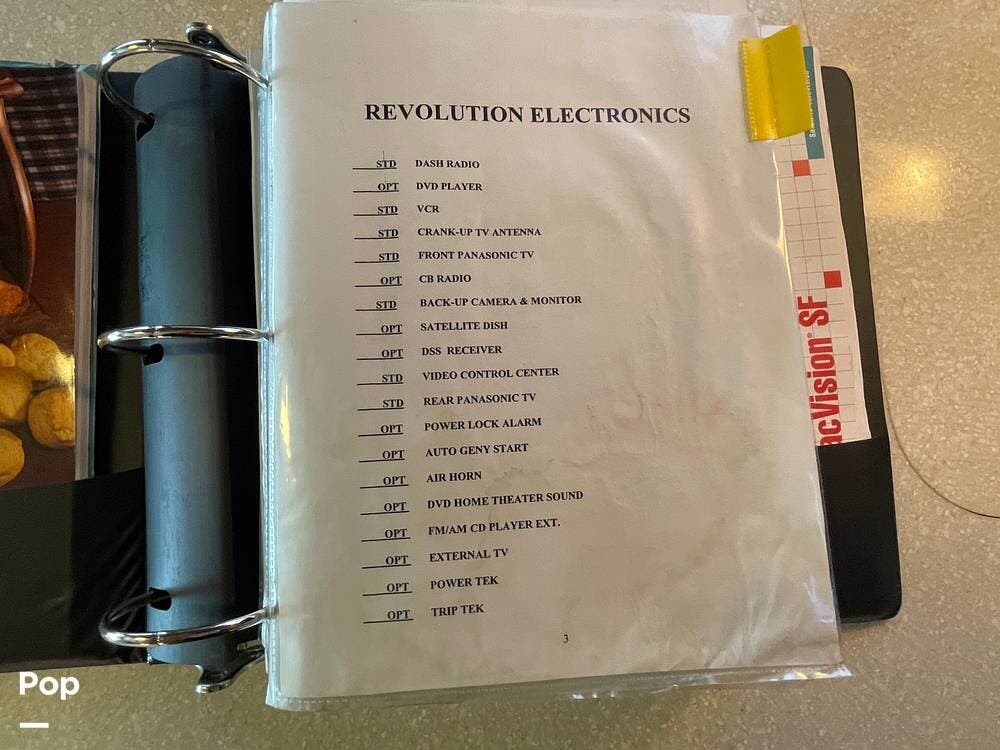 REVOLUTION ELECTRONICS
STD DASH RADIO
OPT DVD PLAYER
STD VCR
STD CRANK-UP TV ANTENNA
STD FRONT PANASONIC TV
OPT CB RADIO
STD BACK-UP CAMERA & MONITOR
OPT SATELLITE DISH
OPT DSS RECEIVER
STD VIDEO CONTROL CENTER
STD REAR PANASONIC TV
OPT POWER LOCK ALARM
OPT AUTO GENY START
OPT AIR HORN
OPT DVD HOME THEATER SOUND
OPT FM/AM CD PLAYER EXT.
OPT EXTERNAL TV
OPT POWER TEK
OPT TRIP TEK
3
acVision® SF
Pop